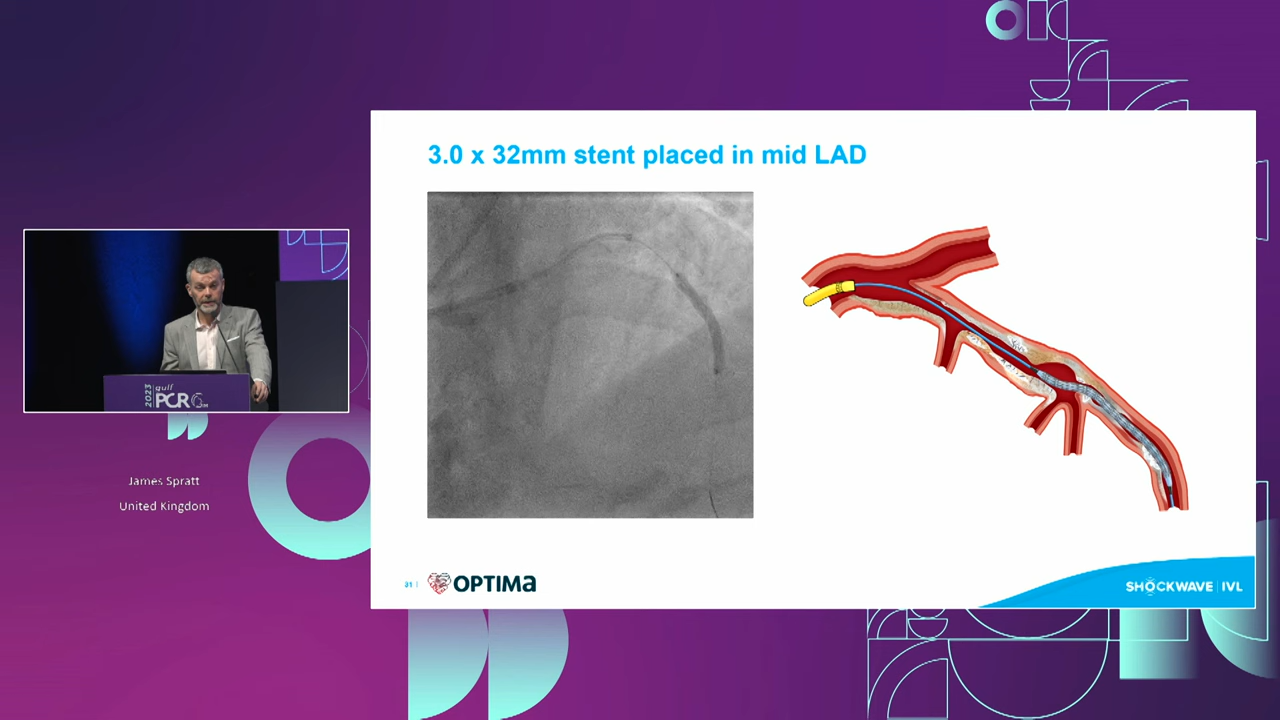 3.0 x 32mm stent placed in mid LAD
2023
gulf
PCR
James Spratt
United Kingdom
31
OPTIMA
SHOCKWAVE | IVL